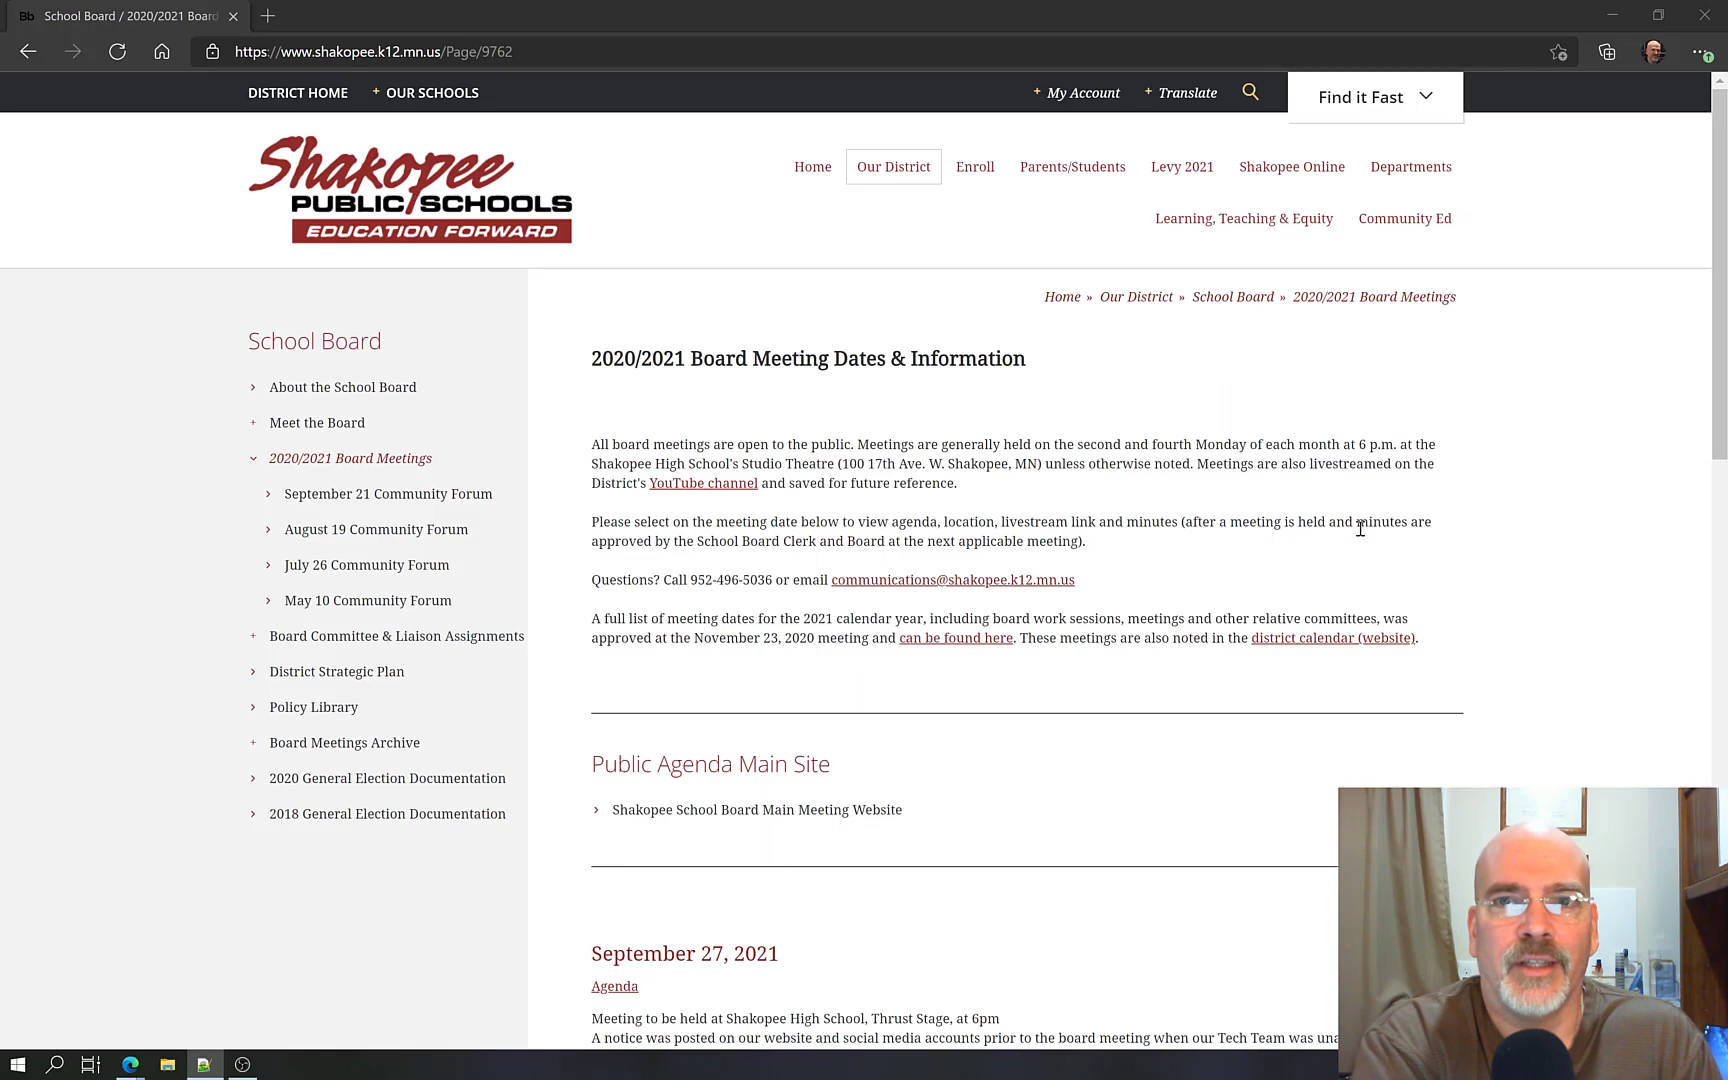 School Board / 2020/2021 Board
https://www.shakopee.k12.mn.us/Page/9762
DISTRICT HOME + OUR SCHOOLS + My Account + Translate Find it Fast
Shakopee
PUBLIC SCHOOLS
EDUCATION FORWARD
Home Our District Enroll Parents/Students Levy 2021 Shakopee Online Departments
Learning, Teaching & Equity Community Ed
Home » Our District » School Board » 2020/2021 Board Meetings
School Board
About the School Board
+ Meet the Board
2020/2021 Board Meetings
September 21 Community Forum
August 19 Community Forum
July 26 Community Forum
May 10 Community Forum
+ Board Committee & Liaison Assignments
District Strategic Plan
Policy Library
+ Board Meetings Archive
2020 General Election Documentation
2018 General Election Documentation
2020/2021 Board Meeting Dates & Information
All board meetings are open to the public. Meetings are generally held on the second and fourth Monday of each month at 6 p.m. at the
Shakopee High School's Studio Theatre (100 17th Ave. W. Shakopee, MN) unless otherwise noted. Meetings are also livestreamed on the
District's YouTube channel and saved for future reference.
Please select on the meeting date below to view agenda, location, livestream link and minutes (after a meeting is held and minutes are
approved by the School Board Clerk and Board at the next applicable meeting).
Questions? Call 952-496-5036 or email communications@shakopee.k12.mn.us
A full list of meeting dates for the 2021 calendar year, including board work sessions, meetings and other relative committees, was
approved at the November 23, 2020 meeting and can be found here. These meetings are also noted in the district calendar (website).
Public Agenda Main Site
Shakopee School Board Main Meeting Website
September 27, 2021
Agenda
Meeting to be held at Shakopee High School, Thrust Stage, at 6pm
A notice was posted on our website and social media accounts prior to the board meeting when our Tech Team was